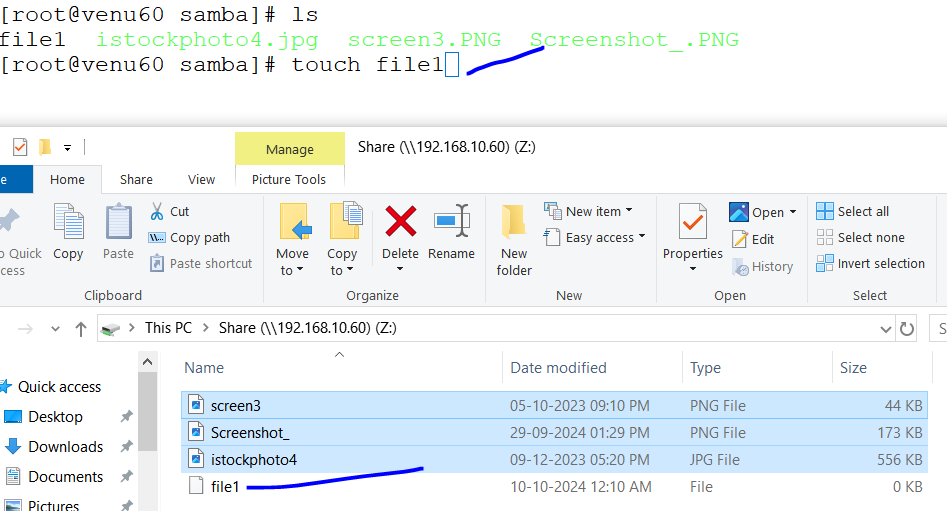 [root@venu60 samba]# ls
file1 istockphoto4.jpg screen3.PNG Screenshot_.PNG
[root@venu60 samba]# touch file1
Manage
Share (\\192.168.10.60) (Z:)
e Home Share View Picture Tools
o Quick
ccess
Copy
Paste
Cut
Copy path
Paste shortcut
Move
to
Copy
to
Delete
Rename
New
folder
New item
Easy access
Properties
Open
Edit
History
Select all
Select none
Invert selection
Clipboard Organize New Open Select
This PC > Share (\\192.168.10.60) (Z:) S
Name Date modified Type Size
Quick access
Desktop
Downloads
Documents
Pictures
screen3 05-10-2023 09:10 PM PNG File 44 KB
Screenshot_ 29-09-2024 01:29 PM PNG File 173 KB
istockphoto4 09-12-2023 05:20 PM JPG File 556 KB
file1 10-10-2024 12:10 AM File 0 KB